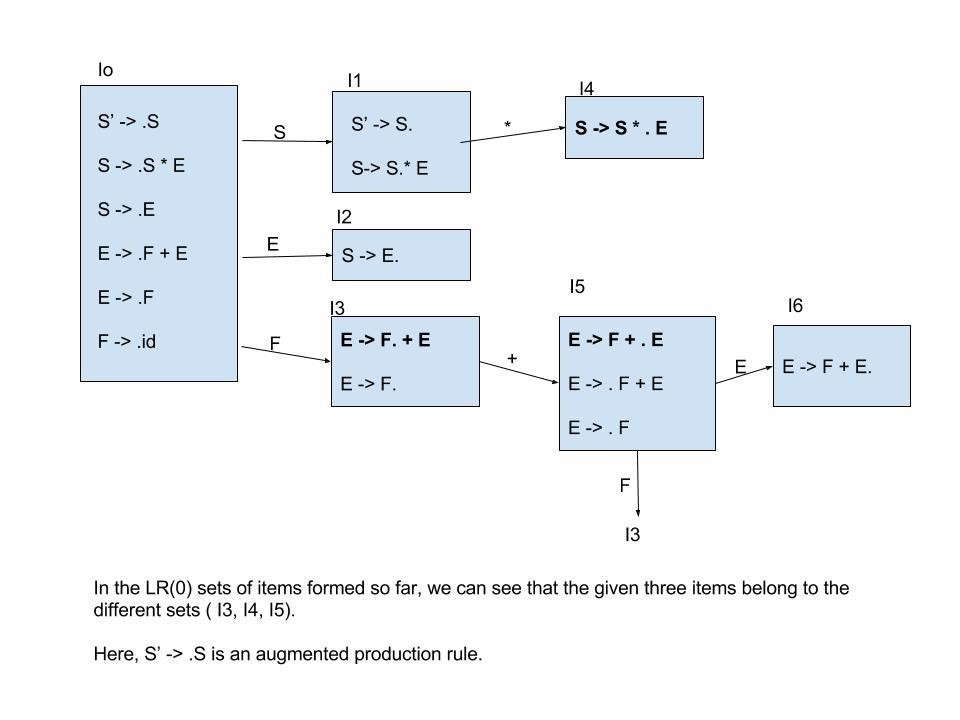 Io
S' -> .S
S -> .S * E
S -> .E
E -> .F + E
E -> .F
F -> .id
S
E
F
I1
S' -> S.
S-> S.* E
*
I4
S -> S * . E
I2
S -> E.
I3
E -> F. + E
E -> F.
+
I5
E -> F + . E
E -> . F + E
E -> . F
E
I6
E -> F + E.
F
I3
In the LR(0) sets of items formed so far, we can see that the given three items belong to the
different sets ( I3, I4, I5).
Here, S' -> .S is an augmented production rule.